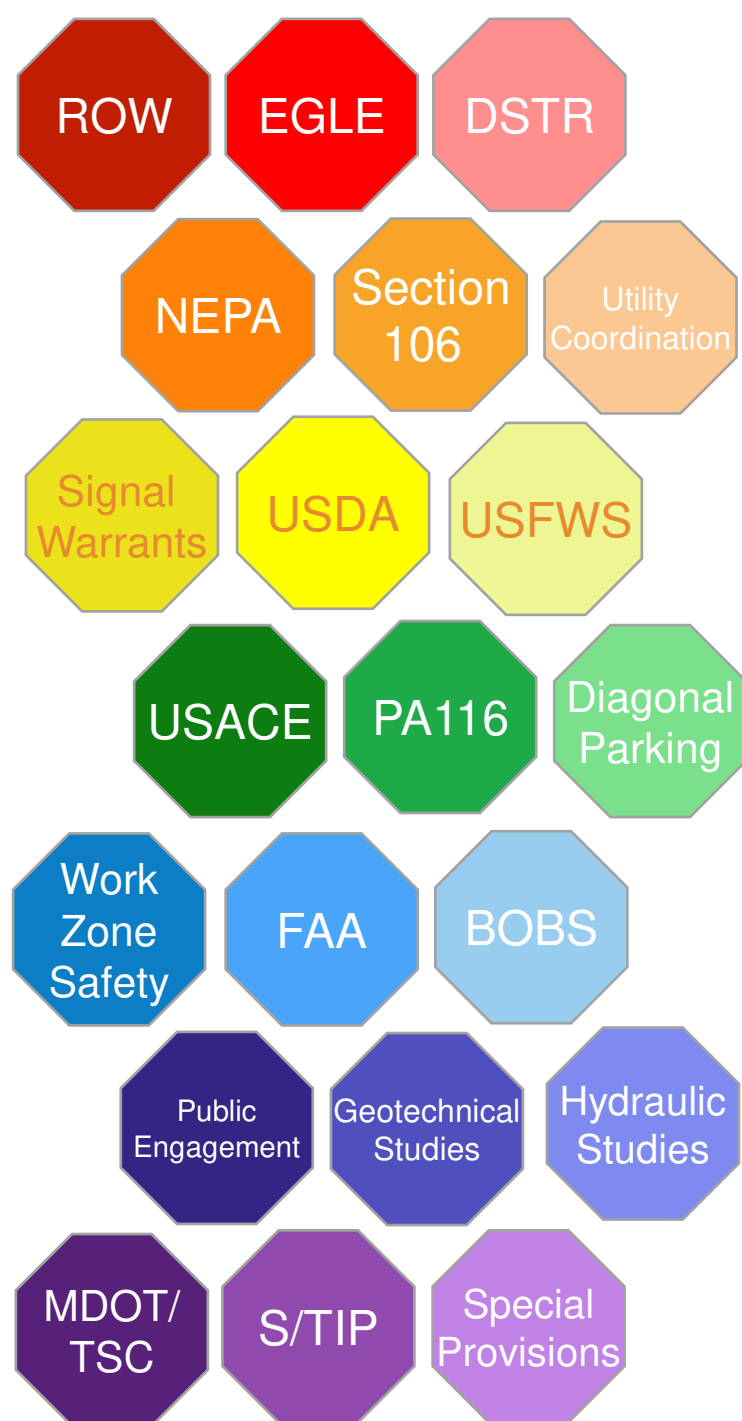 ROW
EGLE
DSTR
NEPA
Section
106
Utility
Coordination
Signal
Warrants
USDA
USFWS
USACE
PA116
Diagonal
Parking
Work
Zone
Safety
FAA
BOBS
Public
Engagement
Geotechnical
Studies
Hydraulic
Studies
MDOT/
TSC
S/TIP
Special
Provisions